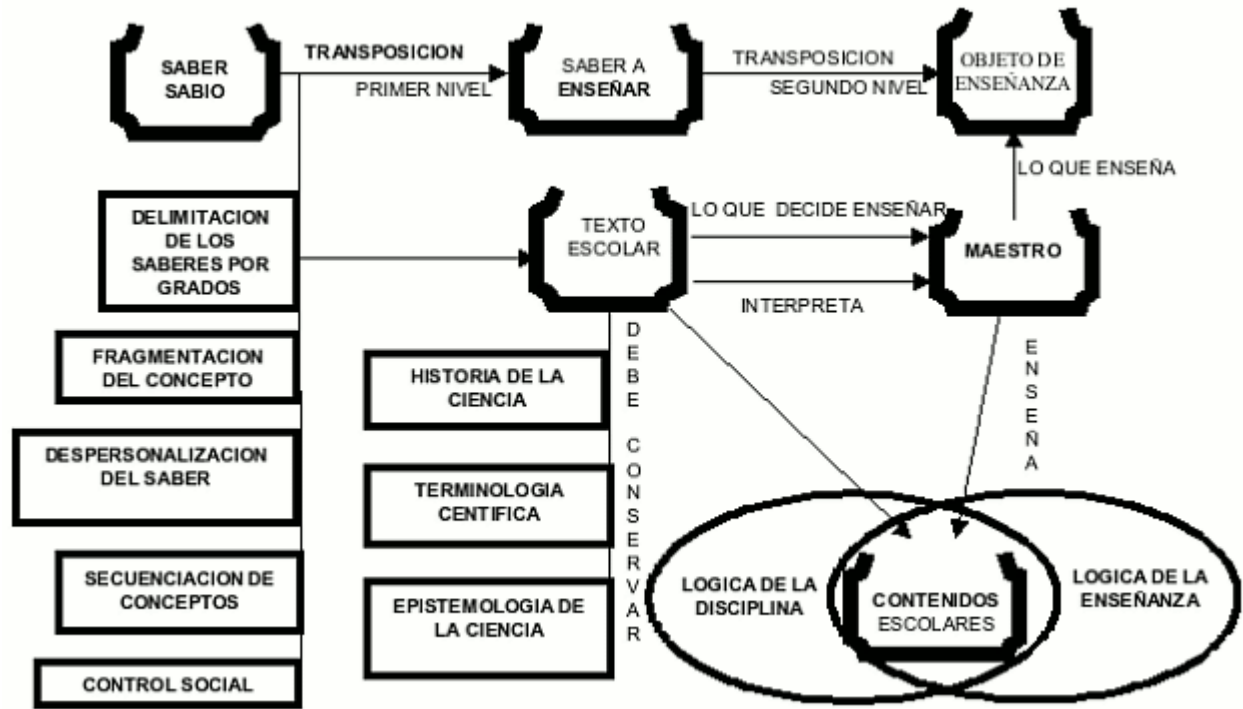 SABER
SABIO
TRANSPOSICION
PRIMER NIVEL
SABER A
ENSEÑAR
TRANSPOSICION
SEGUNDO NIVEL
OBJETO DE
ENSEÑANZA
LO QUE ENSEÑA
DELIMITACION
DE LOS
SABERES POR
GRADOS
TEXTO
ESCOLAR
LO QUE DECIDE ENSEÑAR
INTERPRETA
MAESTRO
FRAGMENTACION
DEL CONCEPTO
DESPERSONALIZACION
DEL SABER
SECUENCIACION DE
CONCEPTOS
CONTROL SOCIAL
HISTORIA DE LA
CIENCIA
TERMINOLOGIA
CENTIFICA
EPISTEMOLOGIA DE
LA CIENCIA
DEBE CONSERVAR
ENSEÑA
LOGICA DE LA
DISCIPLINA
CONTENIDOS
ESCOLARES
LOGICA DE LA
ENSEÑANZA